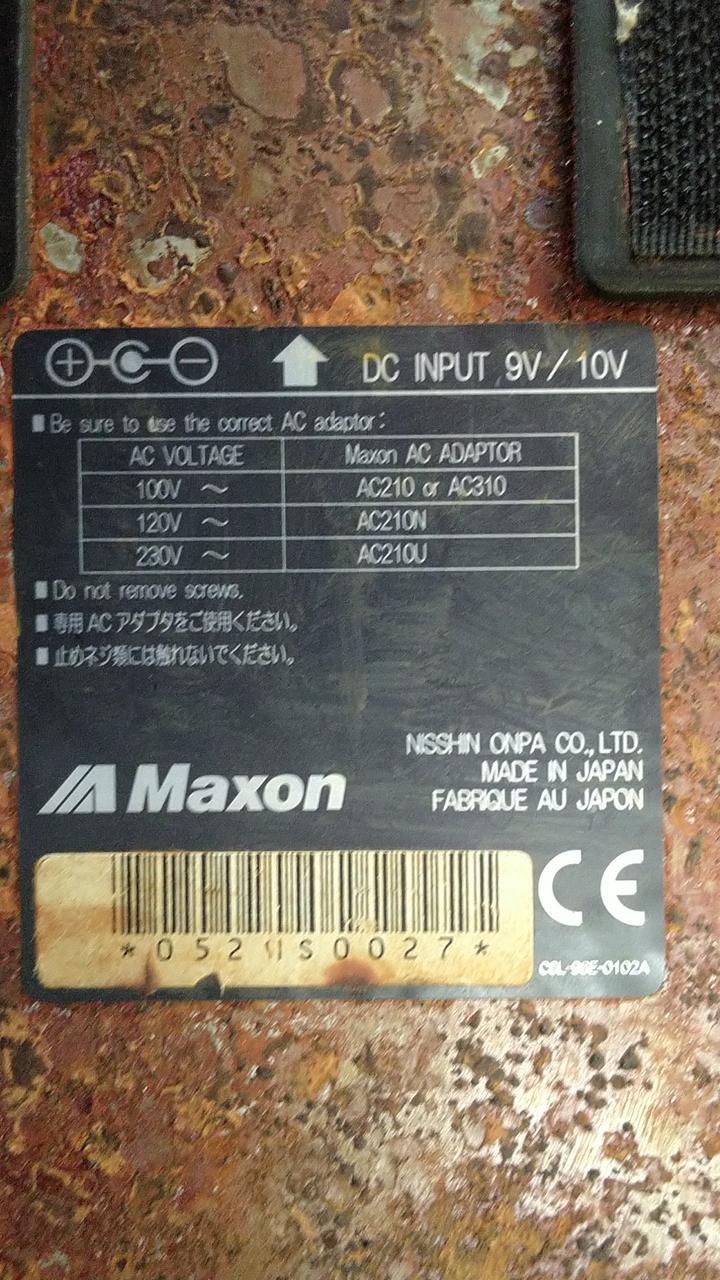 DC INPUT 9V / 10V
■ Be sure to use the correct AC adaptor:
AC VOLTAGE Maxon AC ADAPTOR
100V ~ AC210 or AC310
120V ~ AC210N
230V ~ AC210U
■ Do not remove screws.
■ 専用 AC アダプタをご使用ください。
■ 止めネジ類には触れないでください。
NISSHIN ONPA CO., LTD.
MADE IN JAPAN
FABRIQUE AU JAPON
Maxon
CE